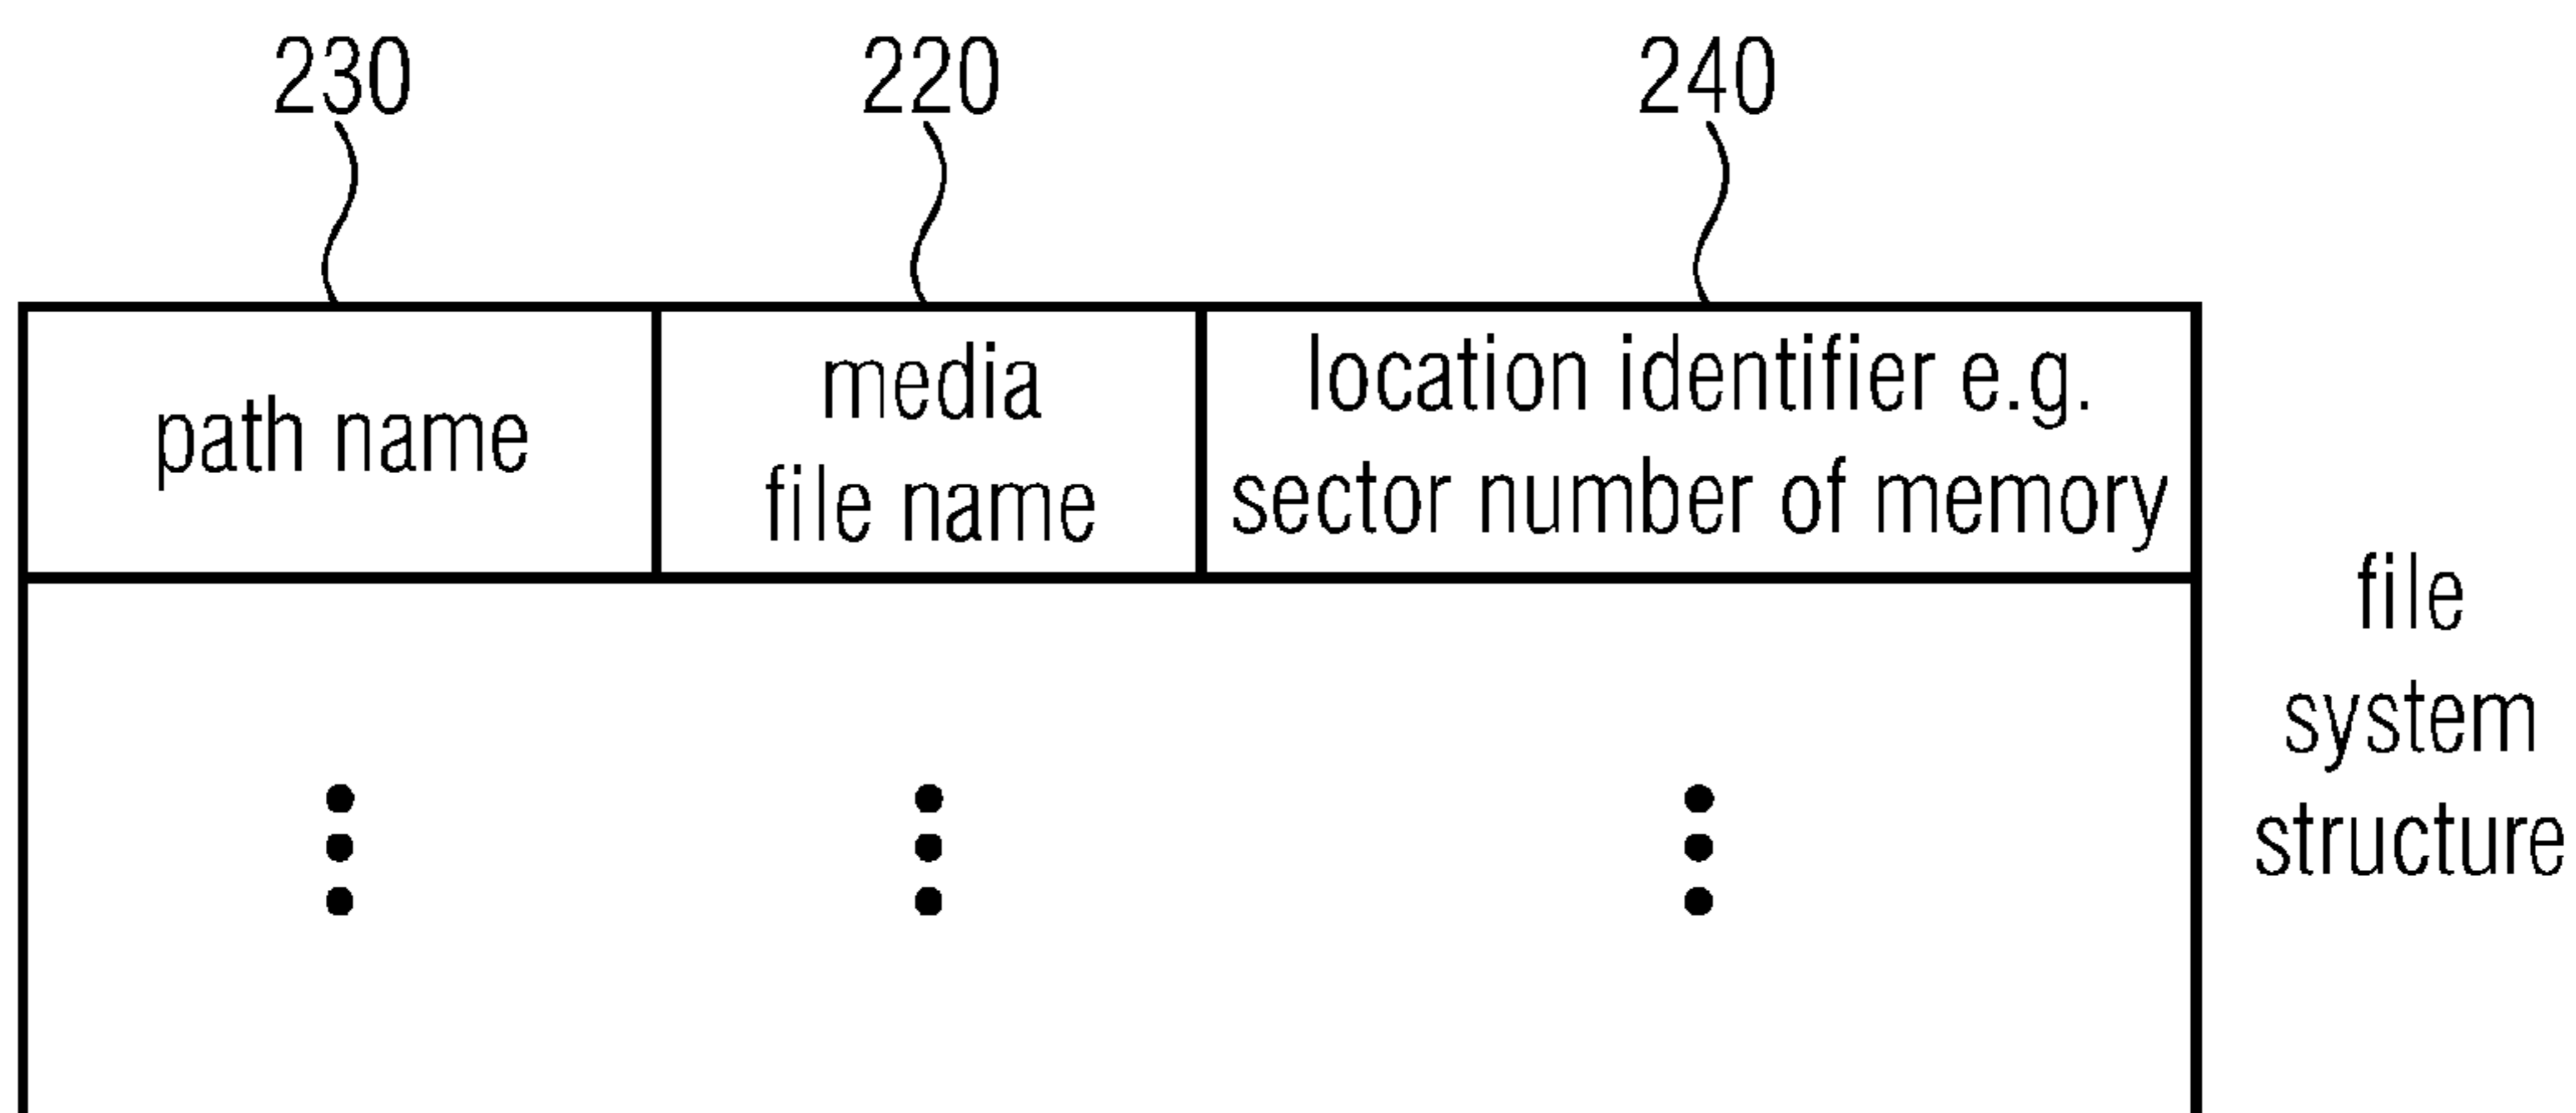 230 220 240
path name
media
file name
location identifier e.g.
sector number of memory
file
system
structure